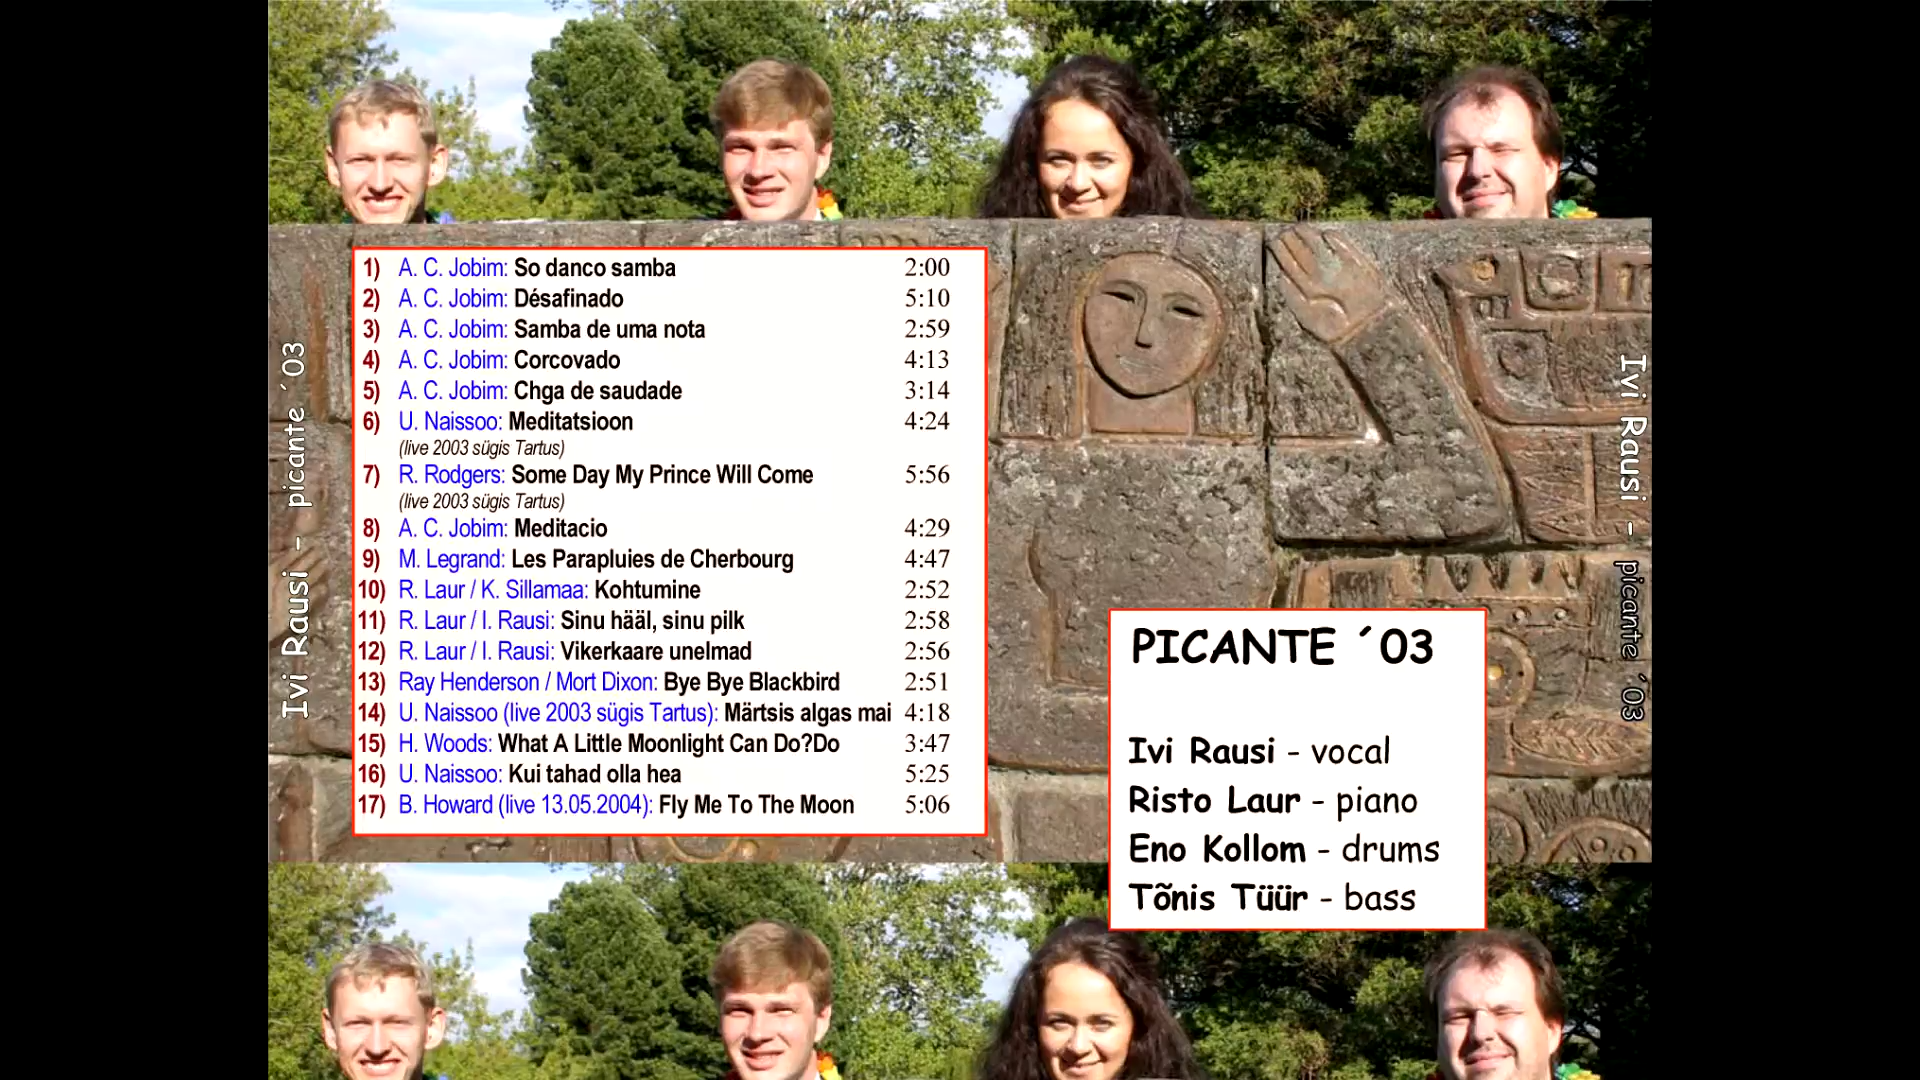 1) A. C. Jobim: So danco samba 2:00
2) A. C. Jobim: Désafinado 5:10
3) A. C. Jobim: Samba de uma nota 2:59
4) A. C. Jobim: Corcovado 4:13
5) A. C. Jobim: Chga de saudade 3:14
6) U. Naissoo: Meditatsioon 4:24
(live 2003 sügis Tartus)
7) R. Rodgers: Some Day My Prince Will Come 5:56
(live 2003 sügis Tartus)
8) A. C. Jobim: Meditacio 4:29
9) M. Legrand: Les Parapluies de Cherbourg 4:47
10) R. Laur / K. Sillamaa: Kohtumine 2:52
11) R. Laur / I. Rausi: Sinu hääl, sinu pilk 2:58
12) R. Laur / I. Rausi: Vikerkaare unelmad 2:56
13) Ray Henderson / Mort Dixon: Bye Bye Blackbird 2:51
14) U. Naissoo (live 2003 sügis Tartus): Märtsis algas mai 4:18
15) H. Woods: What A Little Moonlight Can Do?Do 3:47
16) U. Naissoo: Kui tahad olla hea 5:25
17) B. Howard (live 13.05.2004): Fly Me To The Moon 5:06
Ivi Rausi - picante ´03
Ivi Rausi - picante ´03
PICANTE ´03
Ivi Rausi - vocal
Risto Laur - piano
Eno Kollom - drums
Tõnis Tüür - bass